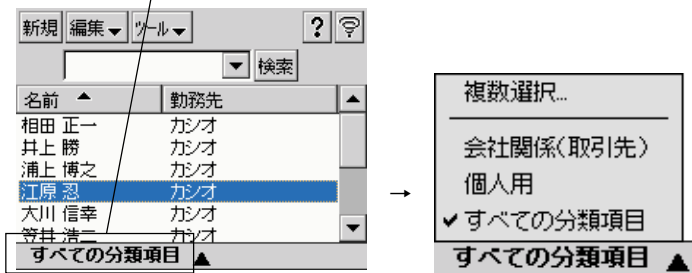 新規 編集 ツール ?
検索
名前 勤務先
相田 正一 カシオ
井上 勝 カシオ
浦上 博之 カシオ
江原 忍 カシオ
大川 信幸 カシオ
笠井 浩二 カシオ
すべての分類項目
→
複数選択...
会社関係(取引先)
個人用
✔すべての分類項目
すべての分類項目